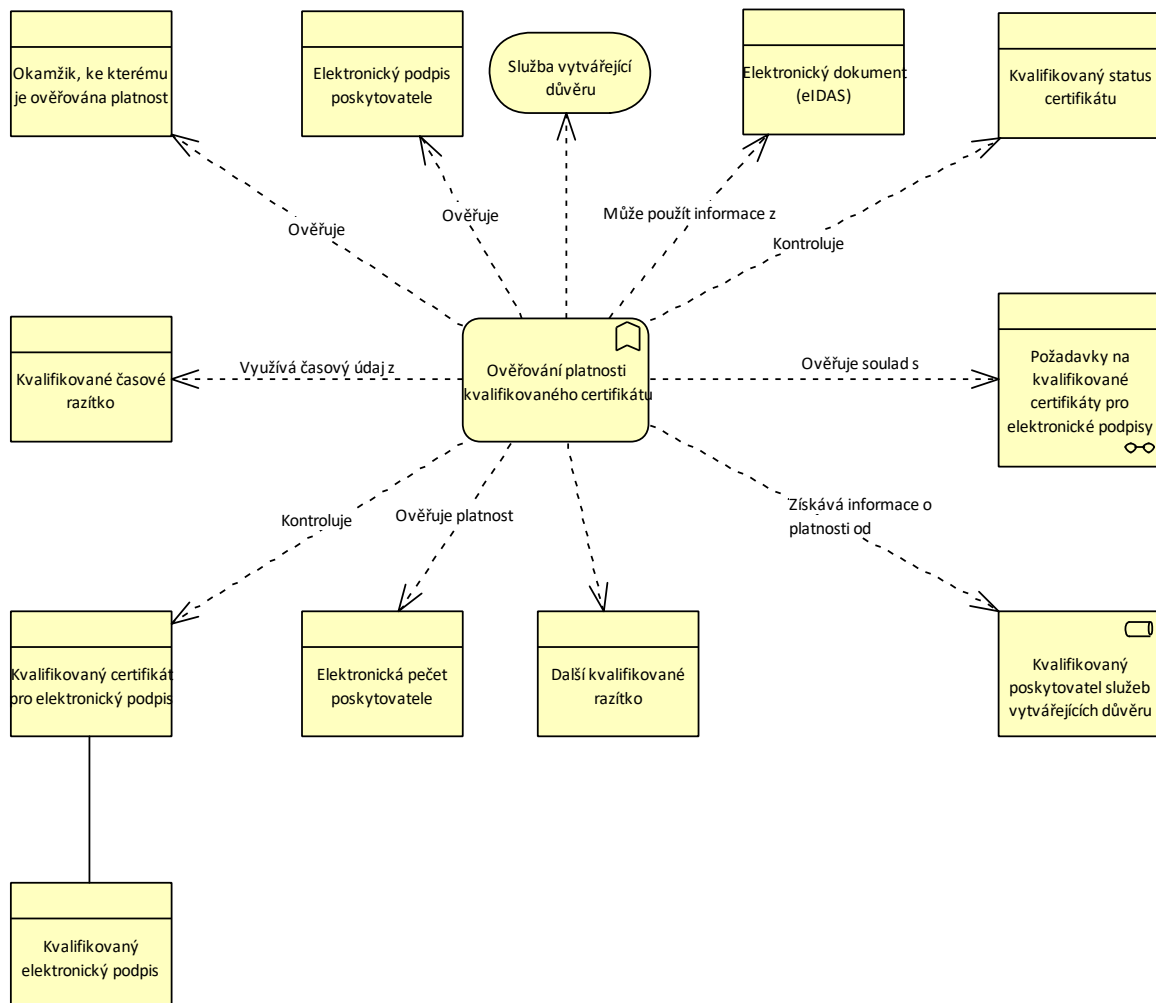 Okamžik, ke kterému
je ověřována platnost
Elektronický podpis
poskytovatele
Služba vytvářející
důvěru
Elektronický dokument
(eIDAS)
Kvalifikovaný status
certifikátu
Ověřuje
Ověřuje
Může použít informace z
Kontroluje
Kvalifikované časové
razítko
Využívá časový údaj z
Ověřování platnosti
kvalifikovaného certifikátu
Ověřuje soulad s
Požadavky na
kvalifikované
certifikáty pro
elektronické podpisy
Kontroluje
Ověřuje platnost
Získává informace o
platnosti od
Kvalifikovaný certifikát
pro elektronický podpis
Elektronická pečet
poskytovatele
Další kvalifikované
razítko
Kvalifikovaný
poskytovatel služeb
vytvářejících důvěru
Kvalifikovaný
elektronický podpis